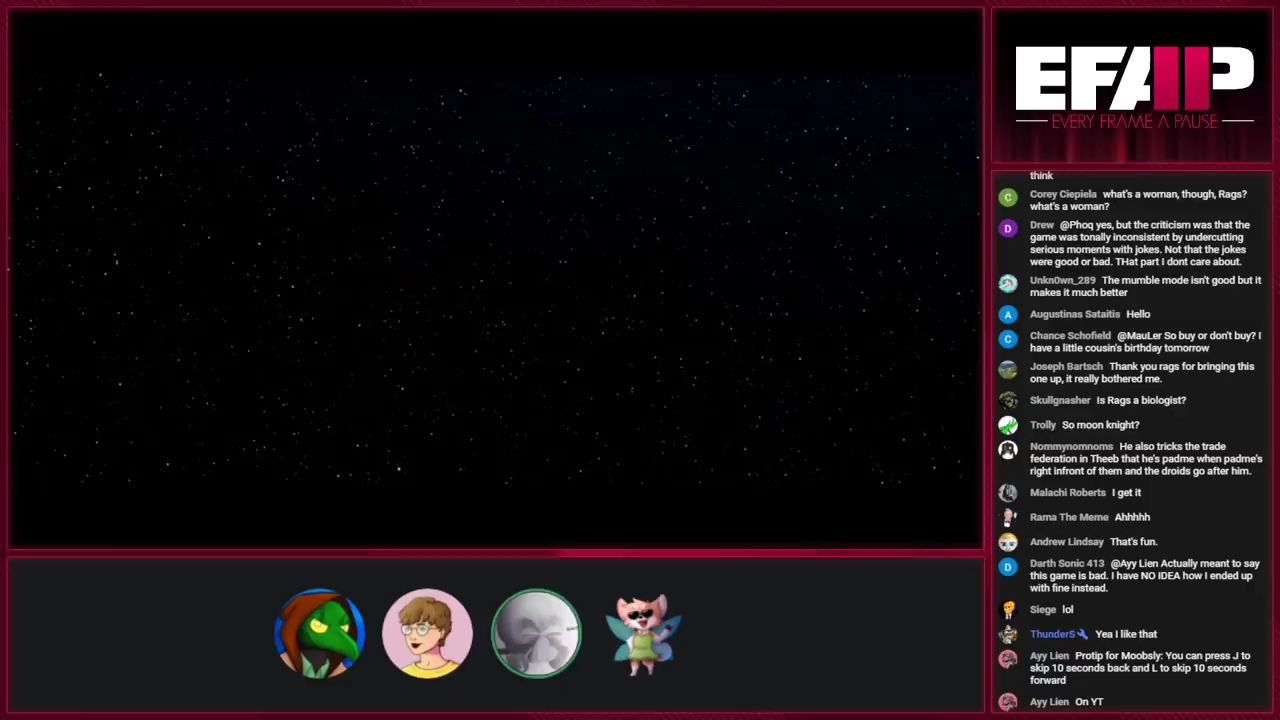 EFAP
EVERY FRAME A PAUSE
think
Corey Ciepiela what's a woman, though, Rags?
what's a woman?
Drew @Phoq yes, but the criticism was that the
game was tonally inconsistent by undercutting
serious moments with jokes. Not that the jokes
were good or bad. THat part I dont care about.
Unkn0wn_289 The mumble mode isn't good but it
makes it much better
Augustinas Sataitis Hello
Chance Schofield @MauLer So buy or don't buy? I
have a little cousin's birthday tomorrow
Joseph Bartsch Thank you rags for bringing this
one up, it really bothered me.
Skullgnasher Is Rags a biologist?
Trolly So moon knight?
Nommynomnoms He also tricks the trade
federation in Theeb that he's padme when padme's
right infront of them and the droids go after him.
Malachi Roberts I get it
Rama The Meme Ahhhhh
Andrew Lindsay That's fun.
Darth Sonic 413 @Ayy Lien Actually meant to say
this game is bad. I have NO IDEA how I ended up
with fine instead.
Siege lol
ThunderS Yea I like that
Ayy Lien Protip for Moobsly: You can press J to
skip 10 seconds back and L to skip 10 seconds
forward
Ayy Lien On YT
C
D
A
C
D